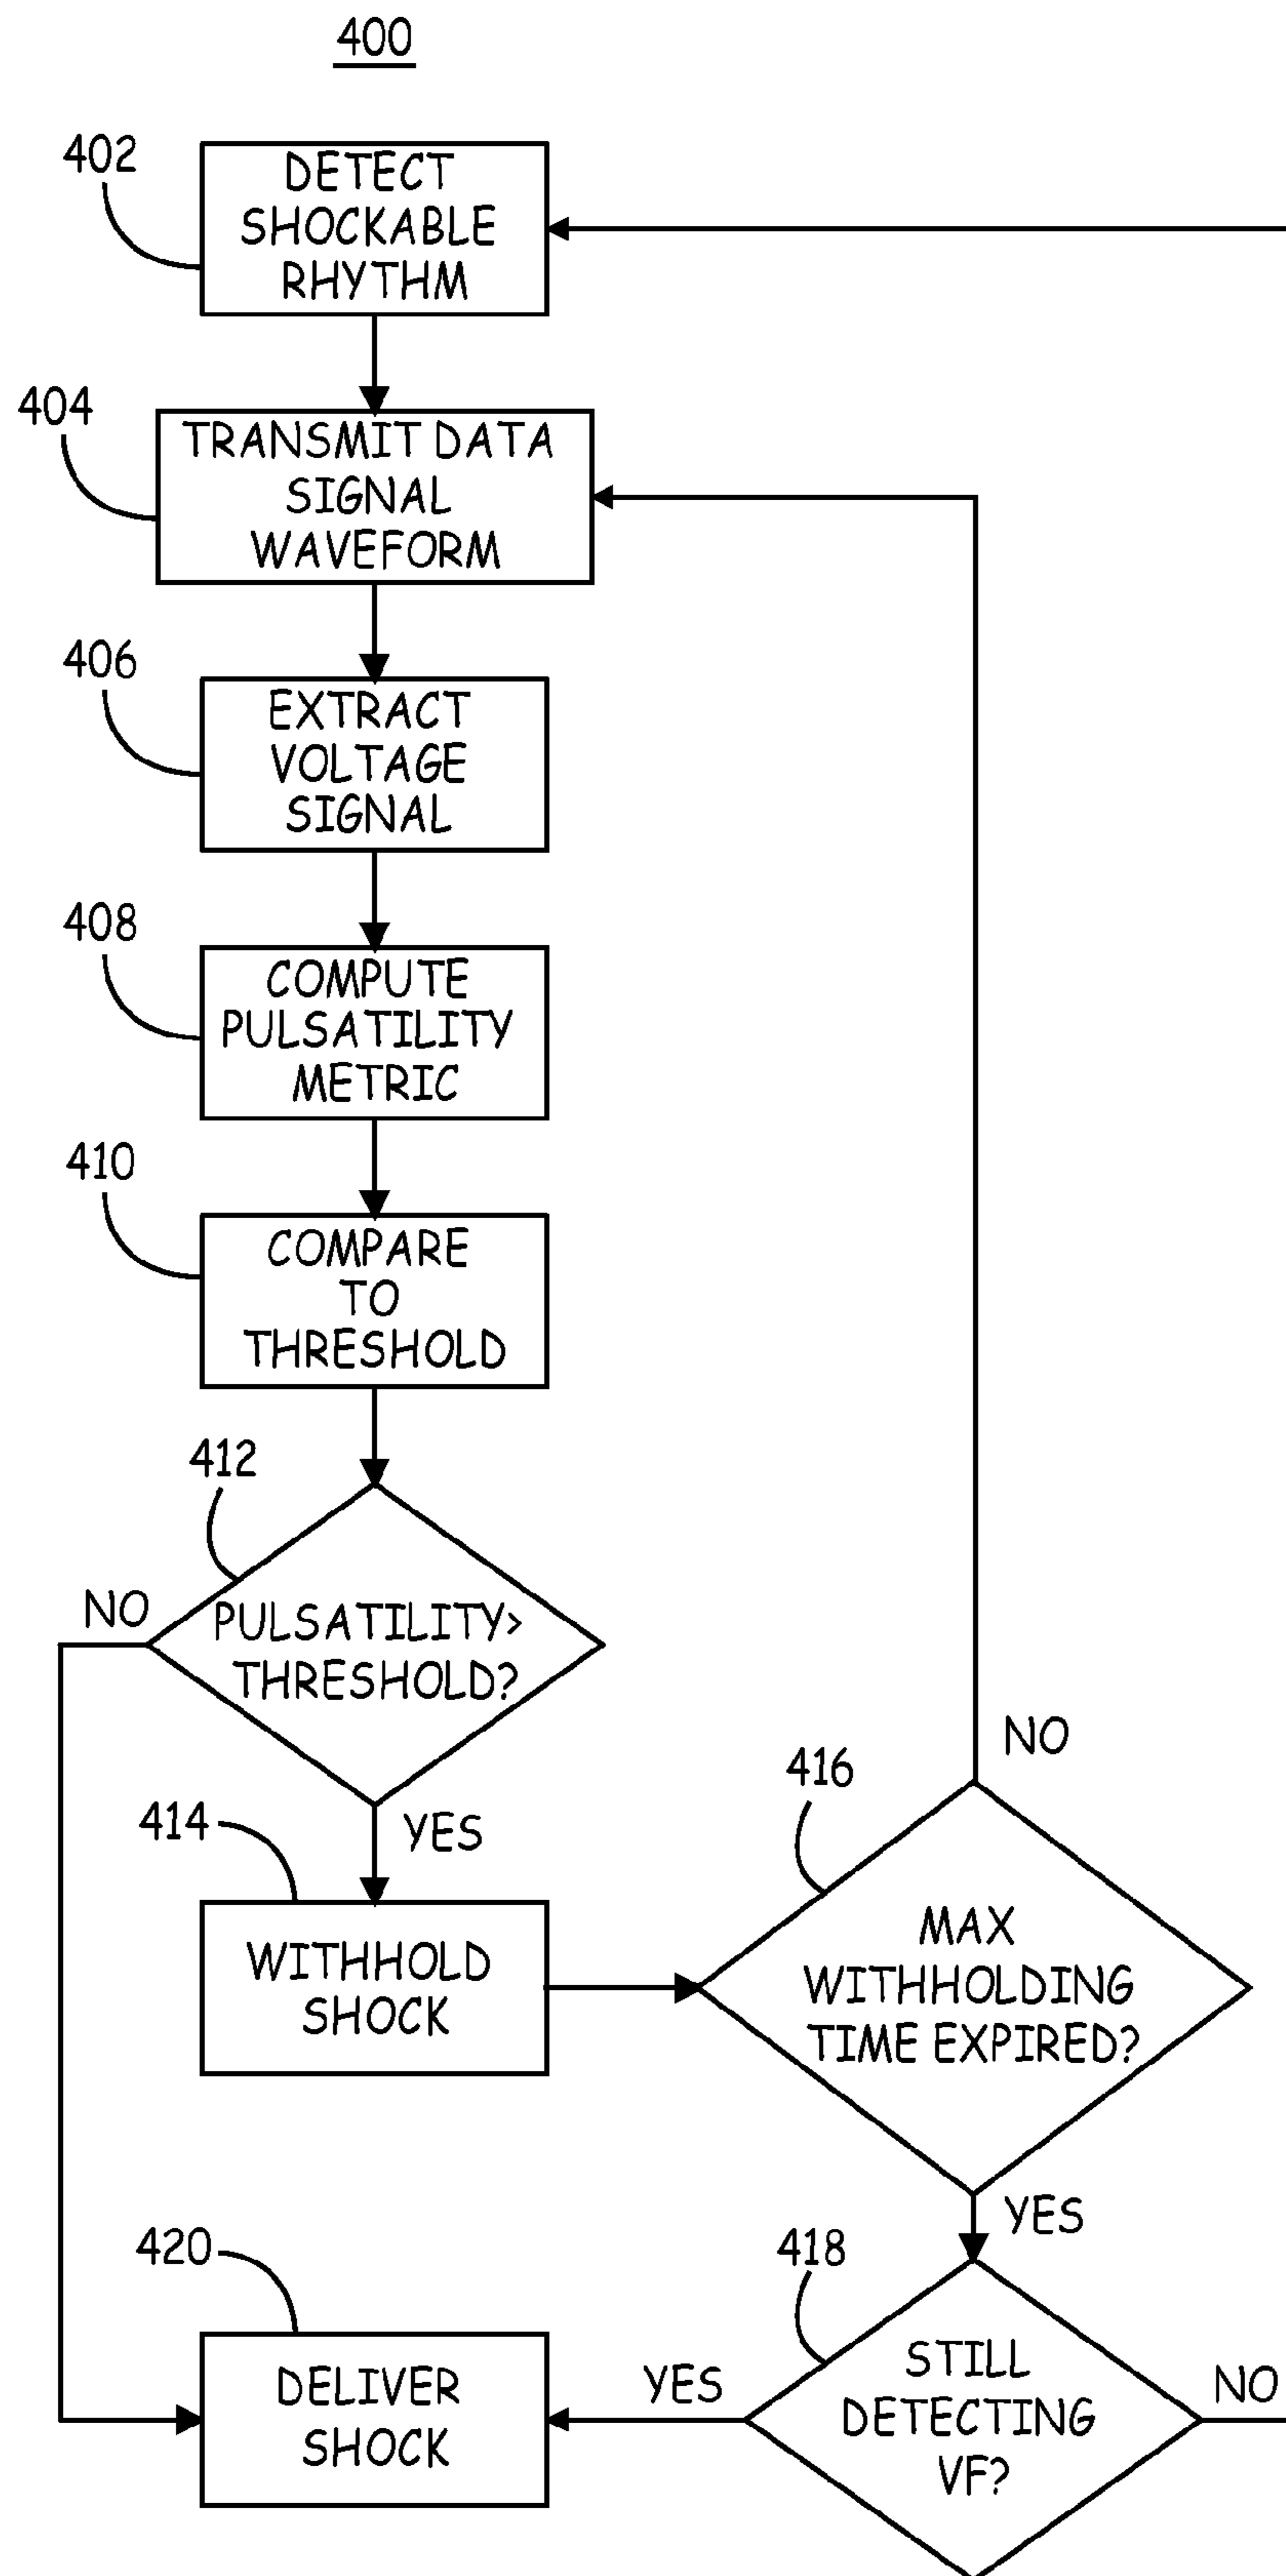 400
402
DETECT
SHOCKABLE
RHYTHM
404
TRANSMIT DATA
SIGNAL
WAVEFORM
406
EXTRACT
VOLTAGE
SIGNAL
408
COMPUTE
PULSATILITY
METRIC
410
COMPARE
TO
THRESHOLD
412
NO
PULSATILITY>
THRESHOLD?
YES
414
WITHHOLD
SHOCK
416
NO
MAX
WITHHOLDING
TIME EXPIRED?
YES
418
STILL
DETECTING
VF?
YES
NO
420
DELIVER
SHOCK